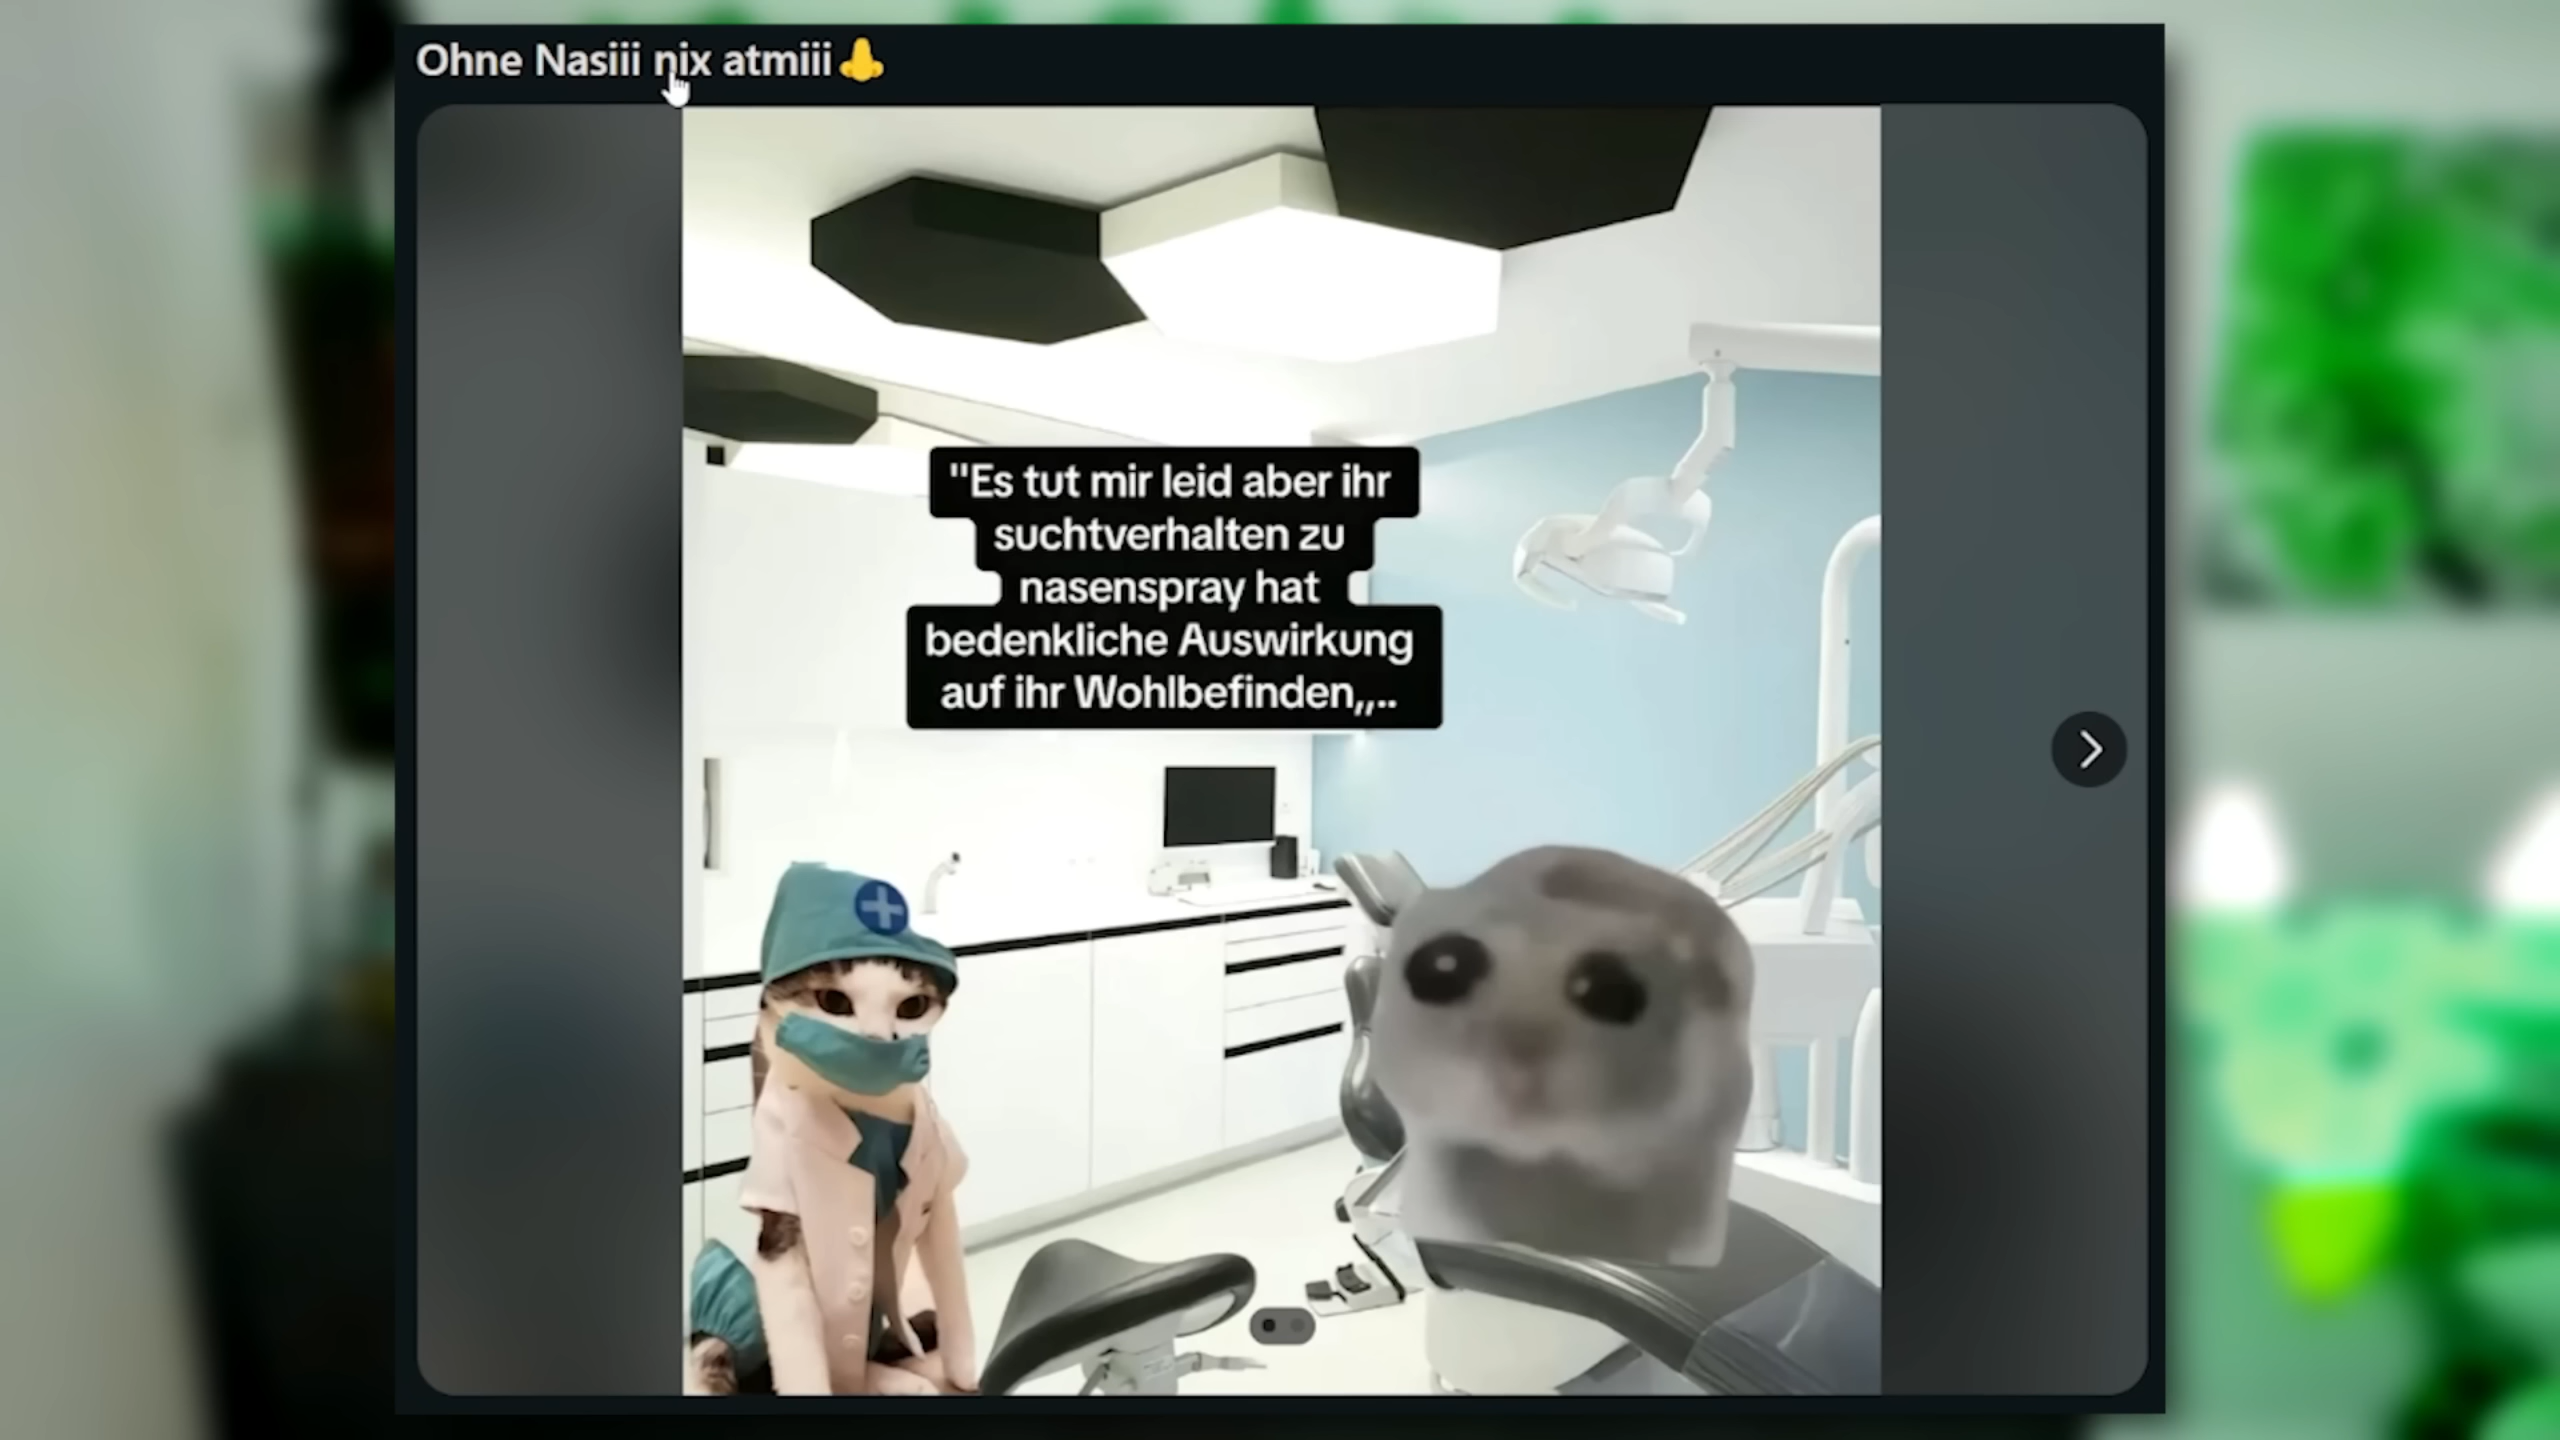 Ohne Nasiii nix atmiii👃
"Es tut mir leid aber ihr
suchtverhalten zu
nasenspray hat
bedenkliche Auswirkung
auf ihr Wohlbefinden,,..